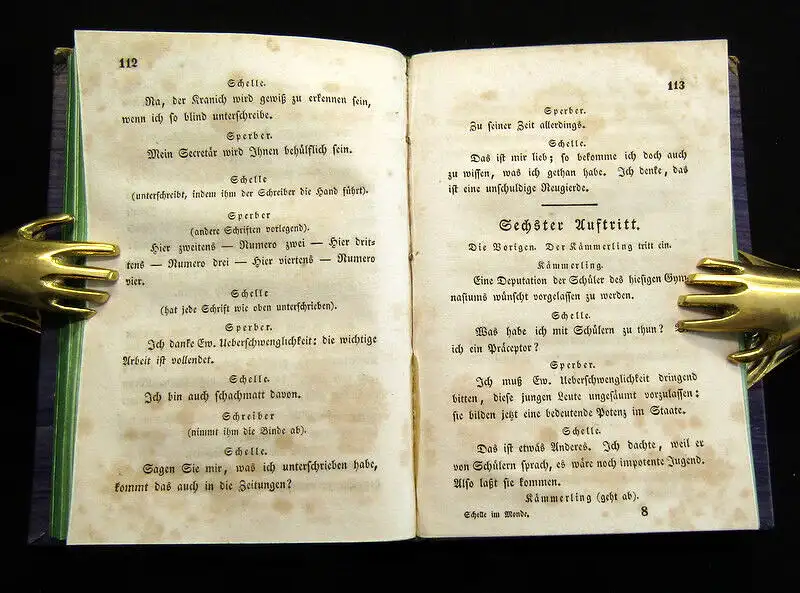 112
Schelle.
Na, der Kranich wird gewiß zu erkennen sein,
wenn ich so blind unterschreibe.
Sperber.
Mein Secretär wird Ihnen behülflich sein.
Schelle
(unterschreibt, indem ihm der Schreiber die Hand führt).
Sperber
(andere Schriften vorlegend).
Hier zweitens — Numero zwei — Hier drit-
tens — Numero drei — Hier viertens — Numero
vier.
Schelle
(hat jede Schrift wie oben unterschrieben).
Sperber.
Ich danke Ew. Ueberschwenglichkeit: die wichtige
Arbeit ist vollendet.
Schelle.
Ich bin auch schachmatt davon.
Schreiber
(nimmt ihm die Binde ab).
Schelle.
Sagen Sie mir, was ich unterschrieben habe,
kommt das auch in die Zeitungen?
113
Sperber.
Zu seiner Zeit allerdings.
Schelle.
Das ist mir lieb; so bekomme ich doch auch
zu wissen, was ich gethan habe. Ich denke, das
ist eine unschuldige Neugierde.
Sechster Auftritt.
Die Vorigen. Der Kämmerling tritt ein.
Kämmerling.
Eine Deputation der Schüler des hiesigen Gym-
nasiums wünscht vorgelassen zu werden.
Schelle.
Was habe ich mit Schülern zu thun?
ich ein Präceptor?
Sperber.
Ich muß Ew. Ueberschwenglichkeit dringend
bitten, diese jungen Leute ungesäumt vorzulassen:
sie bilden jetzt eine bedeutende Potenz im Staate.
Schelle.
Das ist etwas Anderes. Ich dachte, weil er
von Schülern sprach, es wäre noch impotente Jugend.
Also laßt sie kommen.
Kämmerling (geht ab).
Schelle im Monde.
8